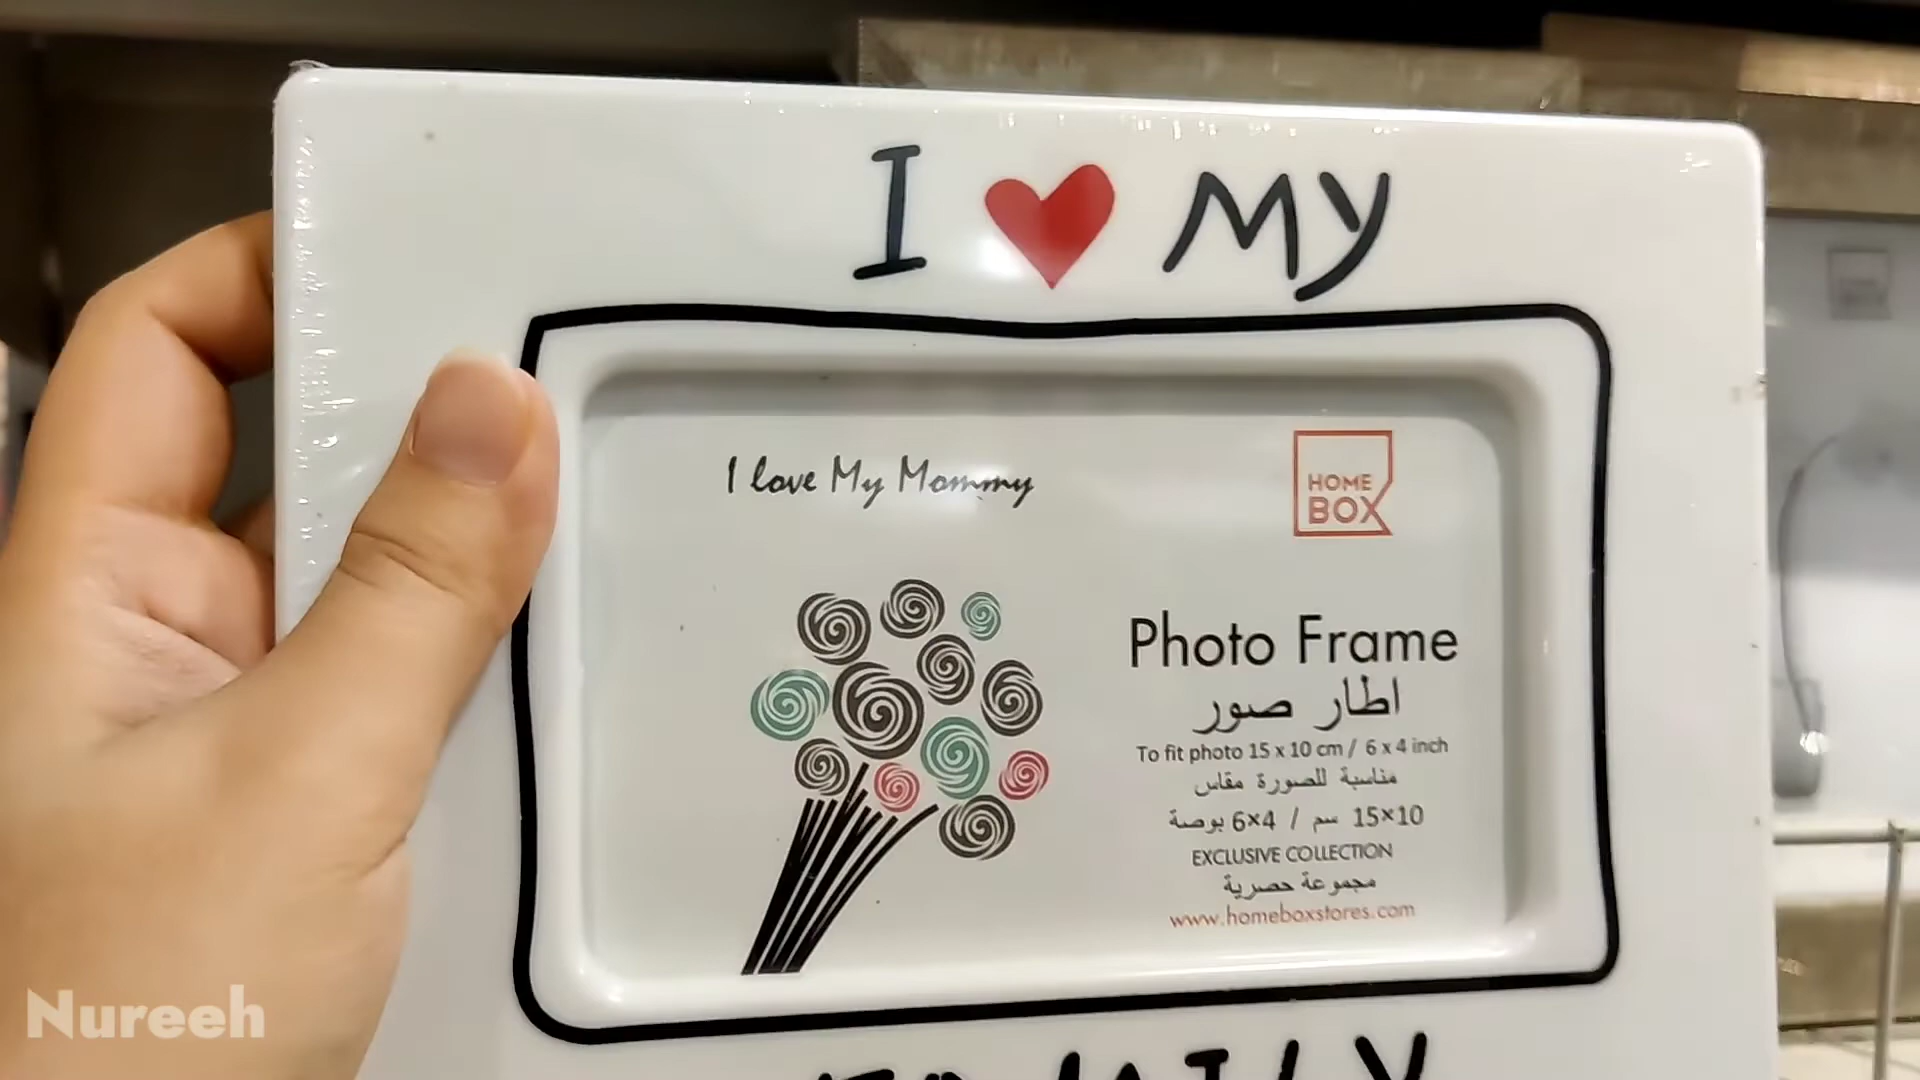 I ❤ MY
I love My Mommy
HOME
BOX
Photo Frame
اطار صور
To fit photo 15 x 10 cm / 6 x 4 inch
مناسبة للصورة مقاس
15×10 سم / 6×4 بوصة
EXCLUSIVE COLLECTION
مجموعة حصرية
www.homeboxstores.com
Nureeh